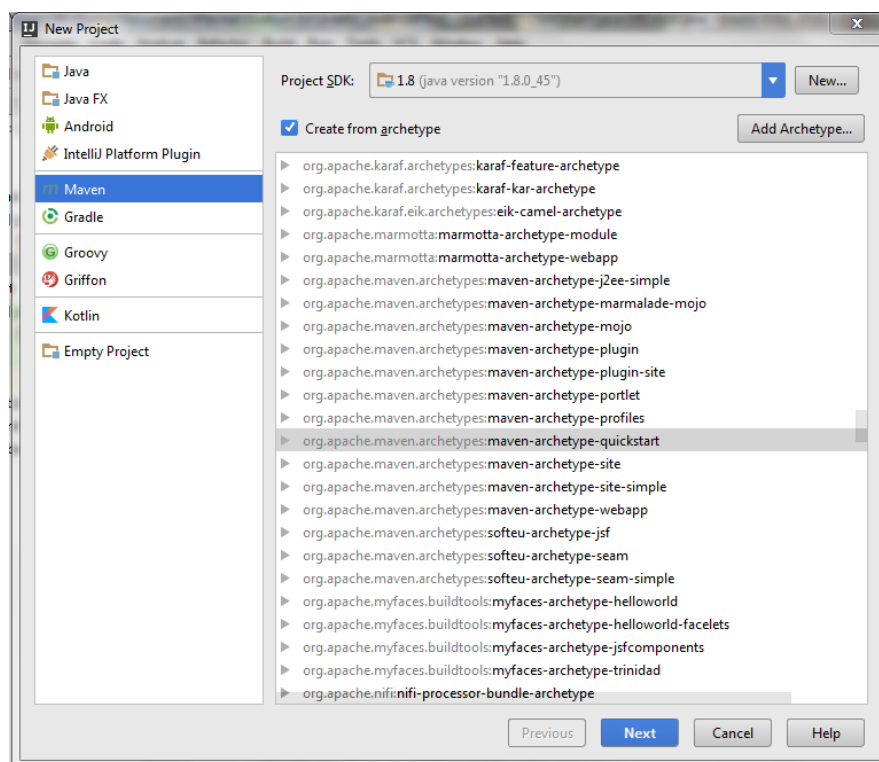 New Project
Java
Java FX
Android
IntelliJ Platform Plugin
Maven
Gradle
Groovy
Griffon
Kotlin
Empty Project
Project SDK: 1.8 (java version "1.8.0_45") New...
Create from archetype Add Archetype...
org.apache.karaf.archetypes:karaf-feature-archetype
org.apache.karaf.archetypes:karaf-kar-archetype
org.apache.karaf.eik.archetypes:eik-camel-archetype
org.apache.marmotta:marmotta-archetype-module
org.apache.marmotta:marmotta-archetype-webapp
org.apache.maven.archetypes:maven-archetype-j2ee-simple
org.apache.maven.archetypes:maven-archetype-marmalade-mojo
org.apache.maven.archetypes:maven-archetype-mojo
org.apache.maven.archetypes:maven-archetype-plugin
org.apache.maven.archetypes:maven-archetype-plugin-site
org.apache.maven.archetypes:maven-archetype-portlet
org.apache.maven.archetypes:maven-archetype-profiles
org.apache.maven.archetypes:maven-archetype-quickstart
org.apache.maven.archetypes:maven-archetype-site
org.apache.maven.archetypes:maven-archetype-site-simple
org.apache.maven.archetypes:maven-archetype-webapp
org.apache.maven.archetypes:softeu-archetype-jsf
org.apache.maven.archetypes:softeu-archetype-seam
org.apache.maven.archetypes:softeu-archetype-seam-simple
org.apache.myfaces.buildtools:myfaces-archetype-helloworld
org.apache.myfaces.buildtools:myfaces-archetype-helloworld-facelets
org.apache.myfaces.buildtools:myfaces-archetype-jsfcomponents
org.apache.myfaces.buildtools:myfaces-archetype-trinidad
org.apache.nifi:nifi-processor-bundle-archetype
Previous Next Cancel Help